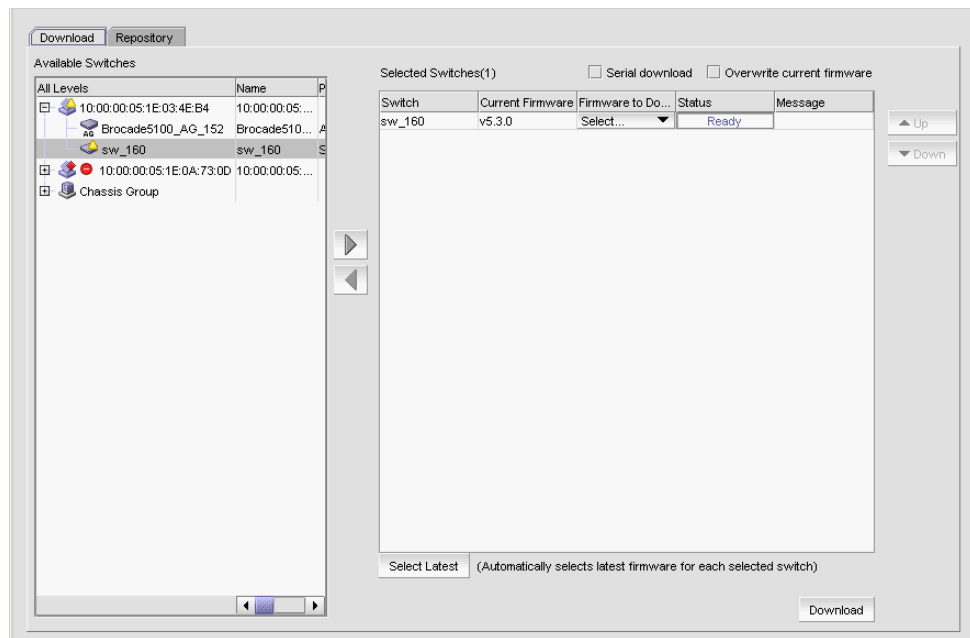 Download Repository
Available Switches
All Levels Name P
10:00:00:05:1E:03:4E:B4 10:00:00:05:...
AG Brocade5100_AG_152 Brocade510... A
sw_160 sw_160 S
10:00:00:05:1E:0A:73:0D 10:00:00:05:...
Chassis Group
Selected Switches(1) Serial download Overwrite current firmware
Switch Current Firmware Firmware to Do... Status Message
sw_160 v5.3.0 Select... Ready
Up
Down
Select Latest (Automatically selects latest firmware for each selected switch)
Download